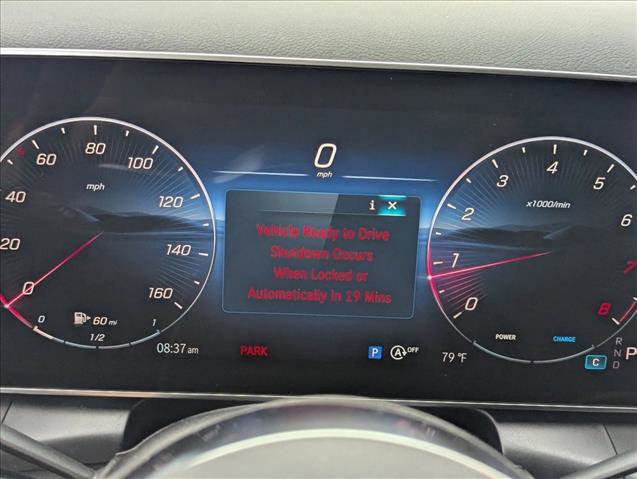 0
mph
i ×
Vehicle Ready to Drive
Shutdown Occurs
When Locked or
Automatically in 19 Mins
0
20
40
60
80
100
120
140
160
mph
60 mi
0 1/2 1
08:37 am
PARK
P
A OFF
79 °F
0
1
2
3
4
5
6
6
7
8
x1000/min
POWER
CHARGE
C
R
N
D
P